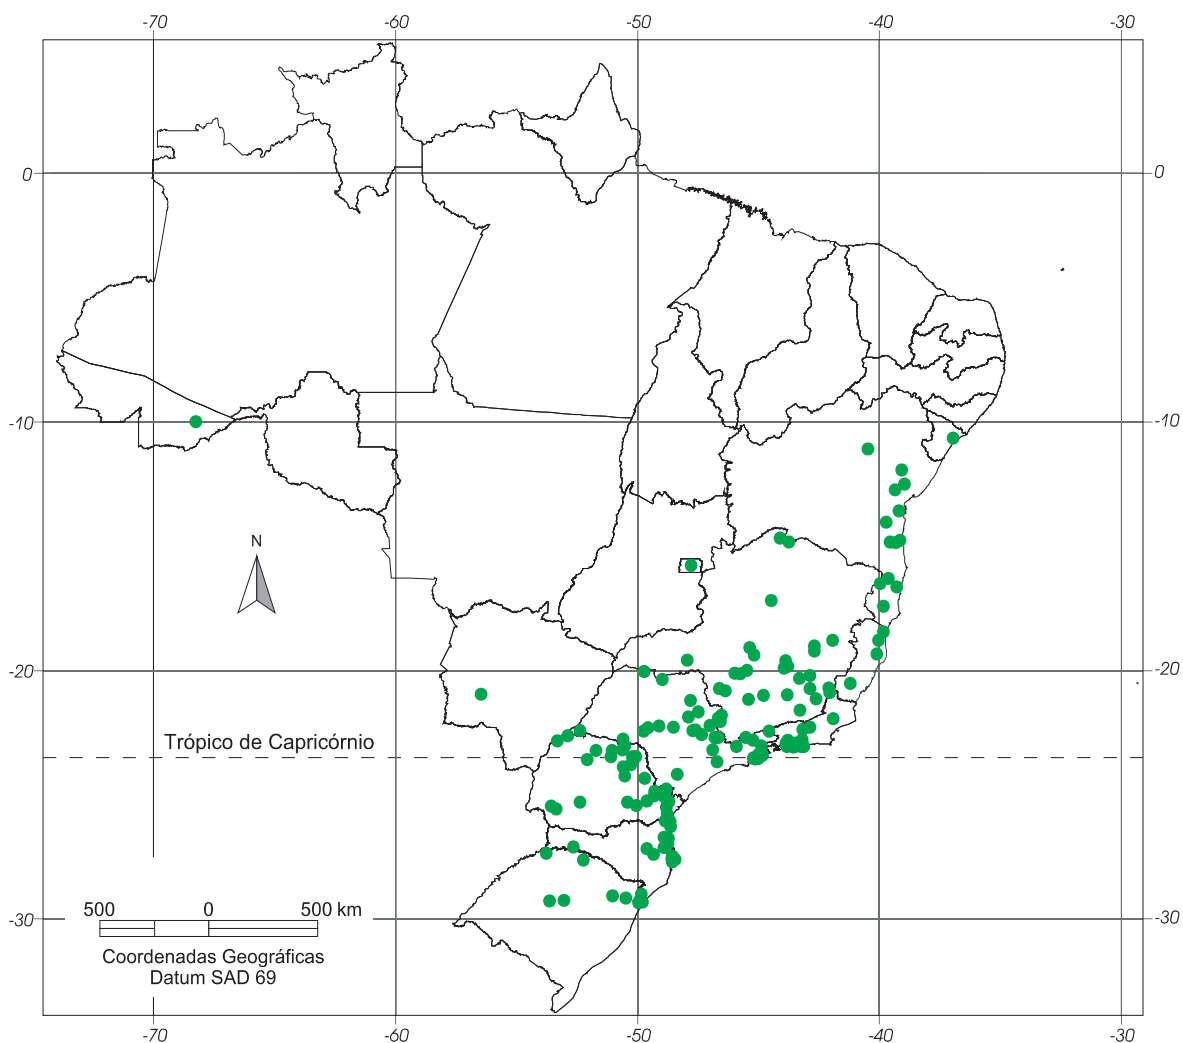 -70 -60 -50 -40 -30
0 0
-10 -10
N
-20 -20
Trópico de Capricórnio
500 0 500 km
-30 -30
Coordenadas Geográficas
Datum SAD 69
-70 -60 -50 -40 -30